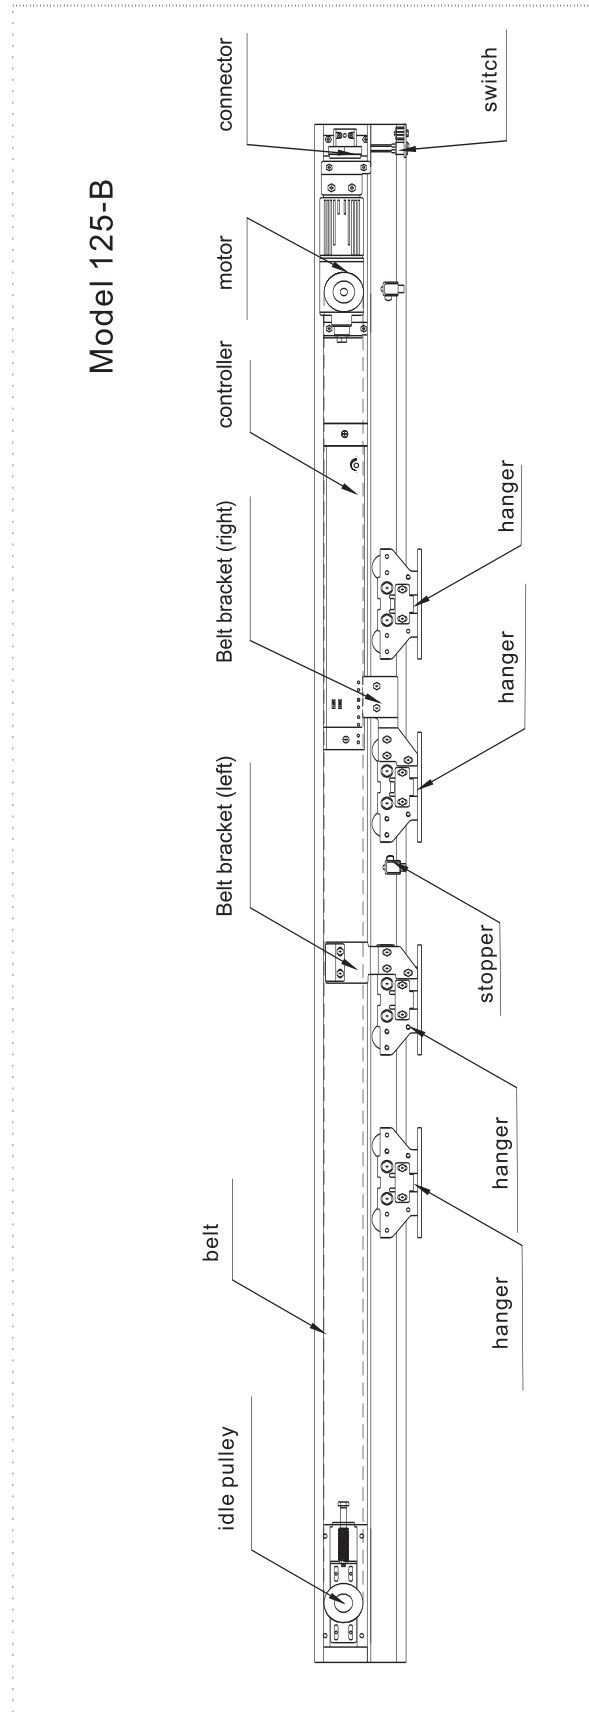 Model 125-B
idle pulley
belt
Belt bracket (left)
Belt bracket (right)
controller
motor
connector
hanger
hanger
stopper
hanger
hanger
switch